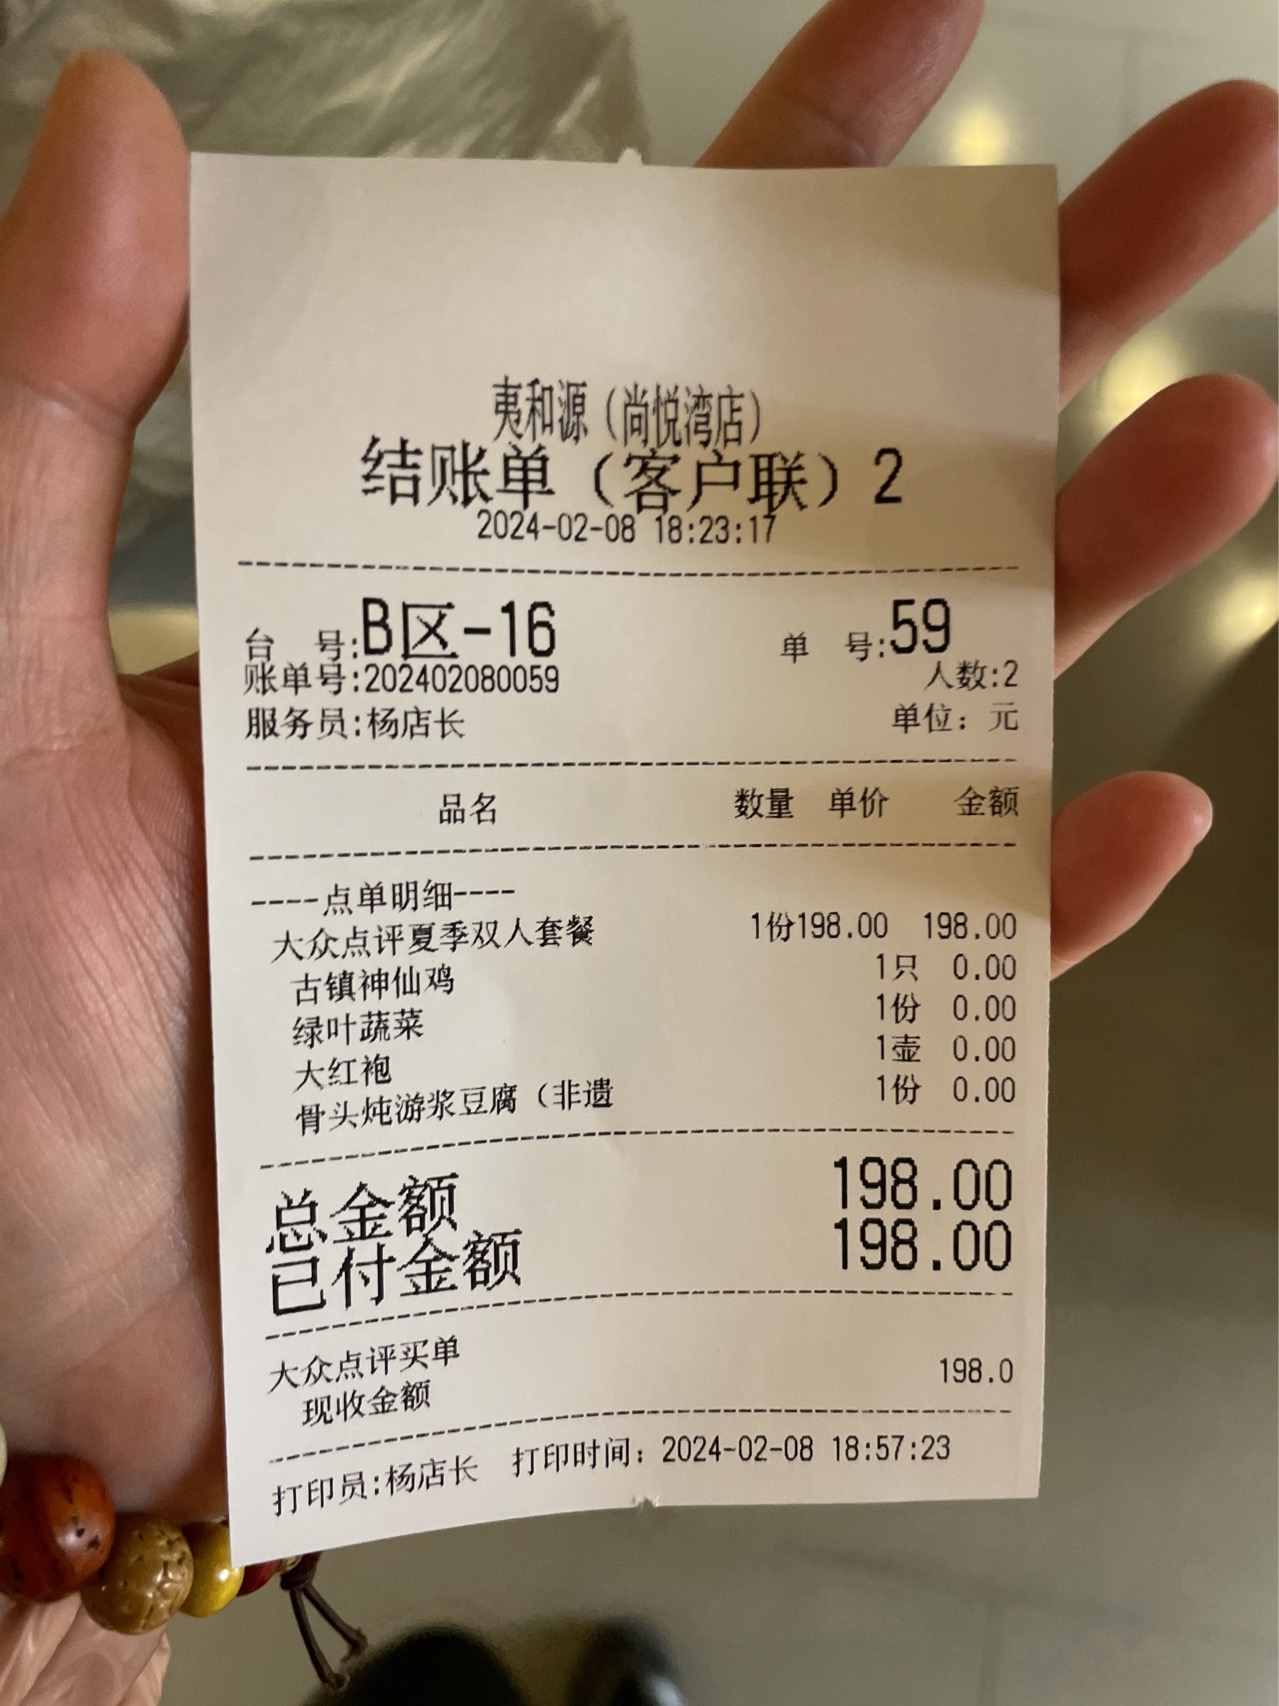 夷和源（尚悦湾店）
结账单（客户联）2
2024-02-08 18:23:17
台 号:B区-16 单 号:59
账单号:202402080059 人数:2
服务员:杨店长 单位：元
品名 数量 单价 金额
----点单明细----
大众点评夏季双人套餐 1份198.00 198.00
古镇神仙鸡 1只 0.00
绿叶蔬菜 1份 0.00
大红袍 1壶 0.00
骨头炖游浆豆腐（非遗 1份 0.00
总金额 198.00
已付金额 198.00
大众点评买单
现收金额 198.0
打印员:杨店长 打印时间：2024-02-08 18:57:23